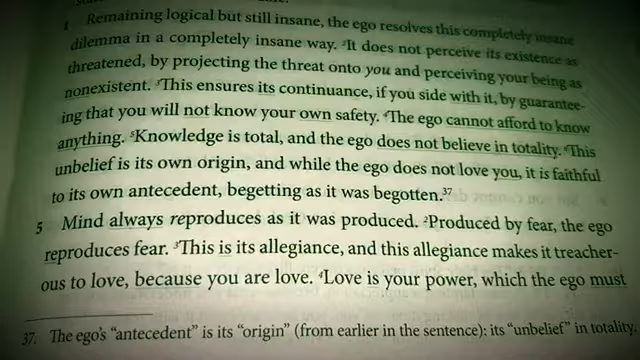 1 Remaining logical but still insane, the ego resolves this completely insane
dilemma in a completely insane way. ²It does not perceive its existence as
threatened, by projecting the threat onto you and perceiving your being as
nonexistent. ³This ensures its continuance, if you side with it, by guarantee-
ing that you will not know your own safety. ⁴The ego cannot afford to know
anything. ⁵Knowledge is total, and the ego does not believe in totality. ⁶This
unbelief is its own origin, and while the ego does not love you, it is faithful
to its own antecedent, begetting as it was begotten.³⁷
5 Mind always reproduces as it was produced. ²Produced by fear, the ego
reproduces fear. ³This is its allegiance, and this allegiance makes it treacher-
ous to love, because you are love. ⁴Love is your power, which the ego must
37. The ego's “antecedent” is its “origin” (from earlier in the sentence): its “unbelief” in totality.